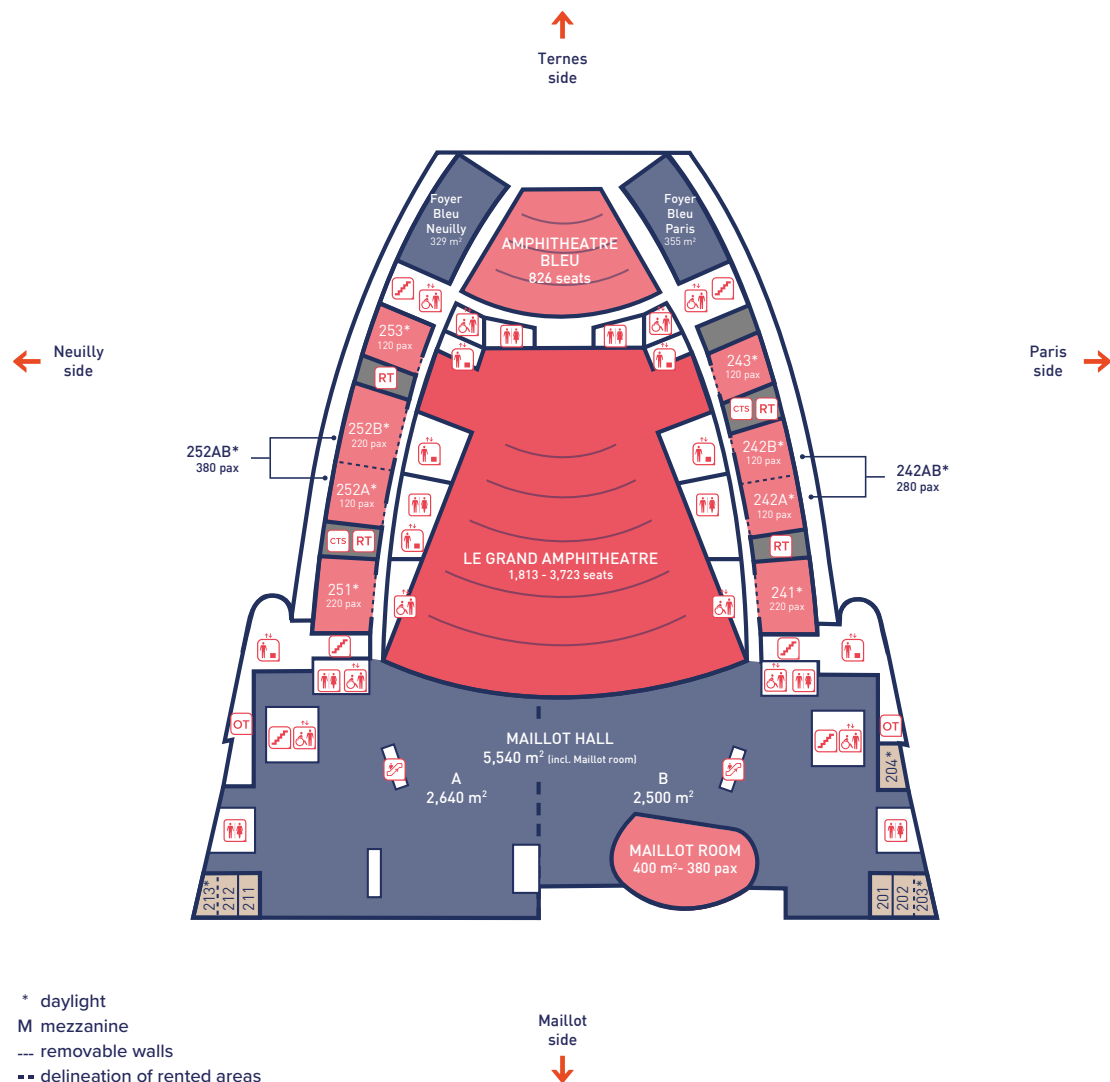 Ternes
side
Foyer
Bleu
Neuilly
329 m²
Foyer
Bleu
Paris
355 m²
AMPHITHEATRE
BLEU
826 seats
253*
120 pax
243*
120 pax
Neuilly
side
Paris
side
RT
CTS RT
252B*
220 pax
242B*
120 pax
252AB*
380 pax
242AB*
280 pax
252A*
120 pax
242A*
120 pax
CTS RT
RT
LE GRAND AMPHITHEATRE
1,813 - 3,723 seats
251*
220 pax
241*
220 pax
OT
OT
MAILLOT HALL
5,540 m² (incl. Maillot room)
A
2,640 m²
B
2,500 m²
204*
MAILLOT ROOM
400 m²- 380 pax
213*
212
211
201
202
203*
* daylight
M mezzanine
--- removable walls
-- delineation of rented areas
Maillot
side